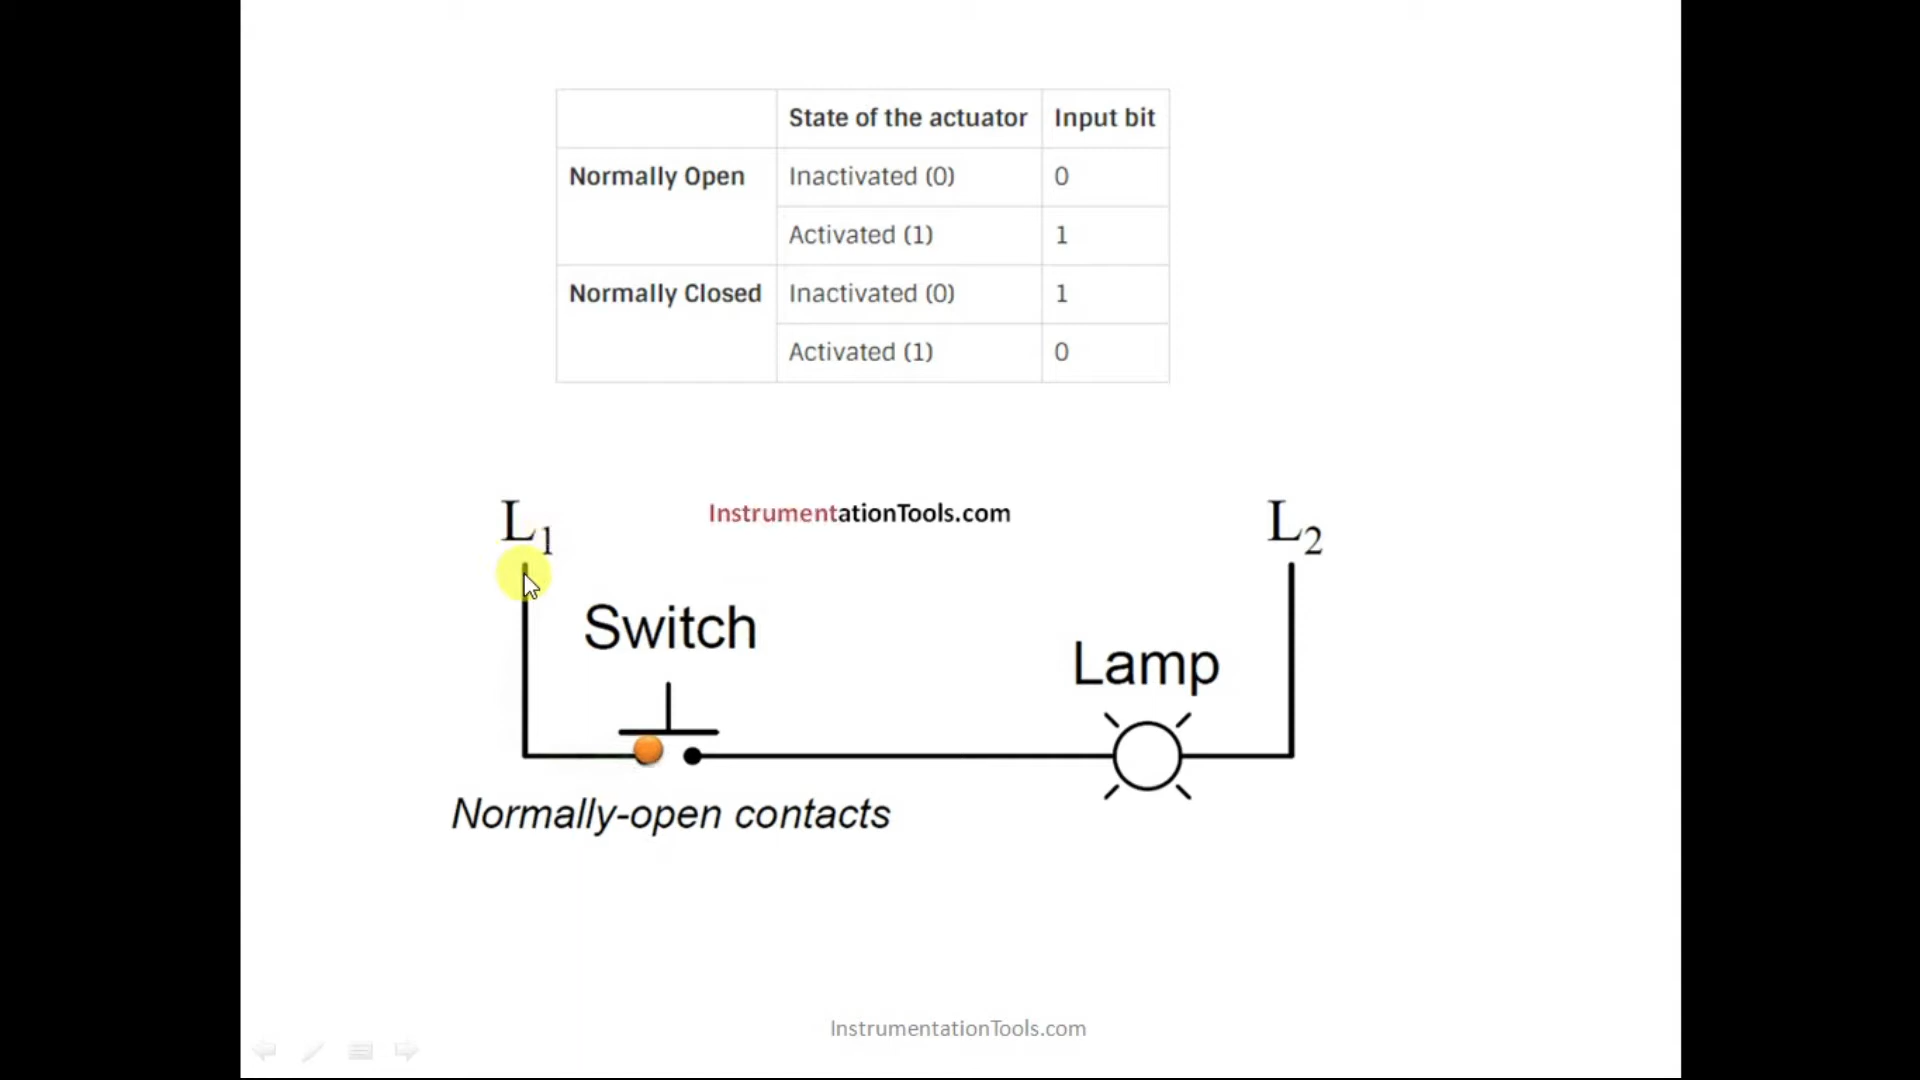 State of the actuator Input bit
Normally Open Inactivated (0) 0
Activated (1) 1
Normally Closed Inactivated (0) 1
Activated (1) 0
L1 InstrumentationTools.com L2
Switch
Lamp
Normally-open contacts
InstrumentationTools.com